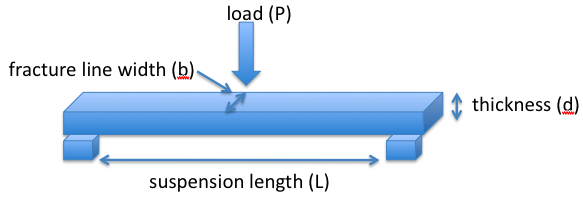 load (P)
fracture line width (b)
thickness (d)
suspension length (L)